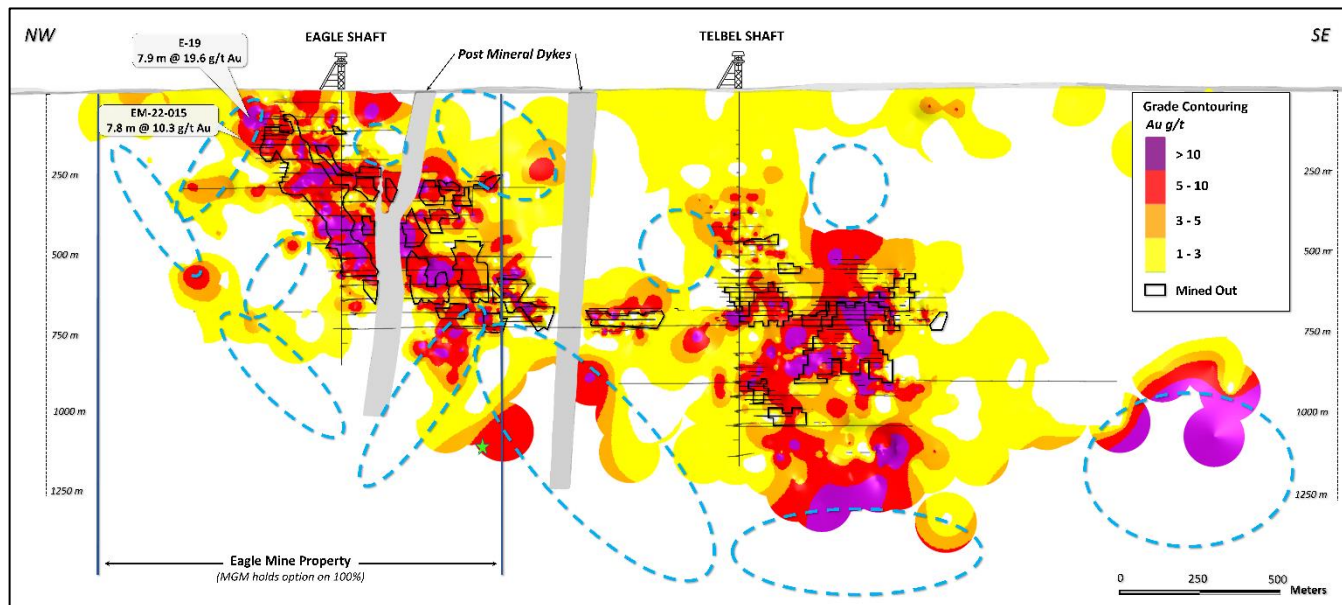 NW
SE
EAGLE SHAFT
TELBEL SHAFT
Post Mineral Dykes
E-19
7.9 m @ 19.6 g/t Au
EM-22-015
7.8 m @ 10.3 g/t Au
Grade Contouring
Au g/t
> 10
5 - 10
3 - 5
1 - 3
Mined Out
250 m
500 m
750 m
1000 m
1250 m
250 m
500 m
750 m
1000 m
1250 m
Eagle Mine Property
(MGM holds option on 100%)
0 250 500
Meters